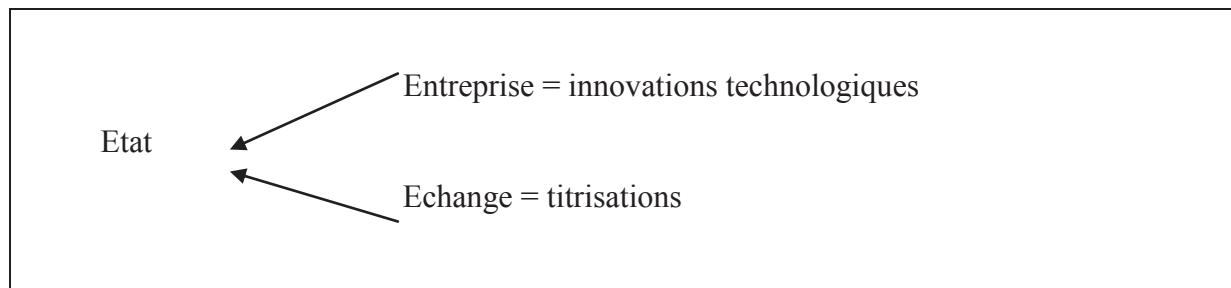 Entreprise = innovations technologiques
Etat
Echange = titrisations